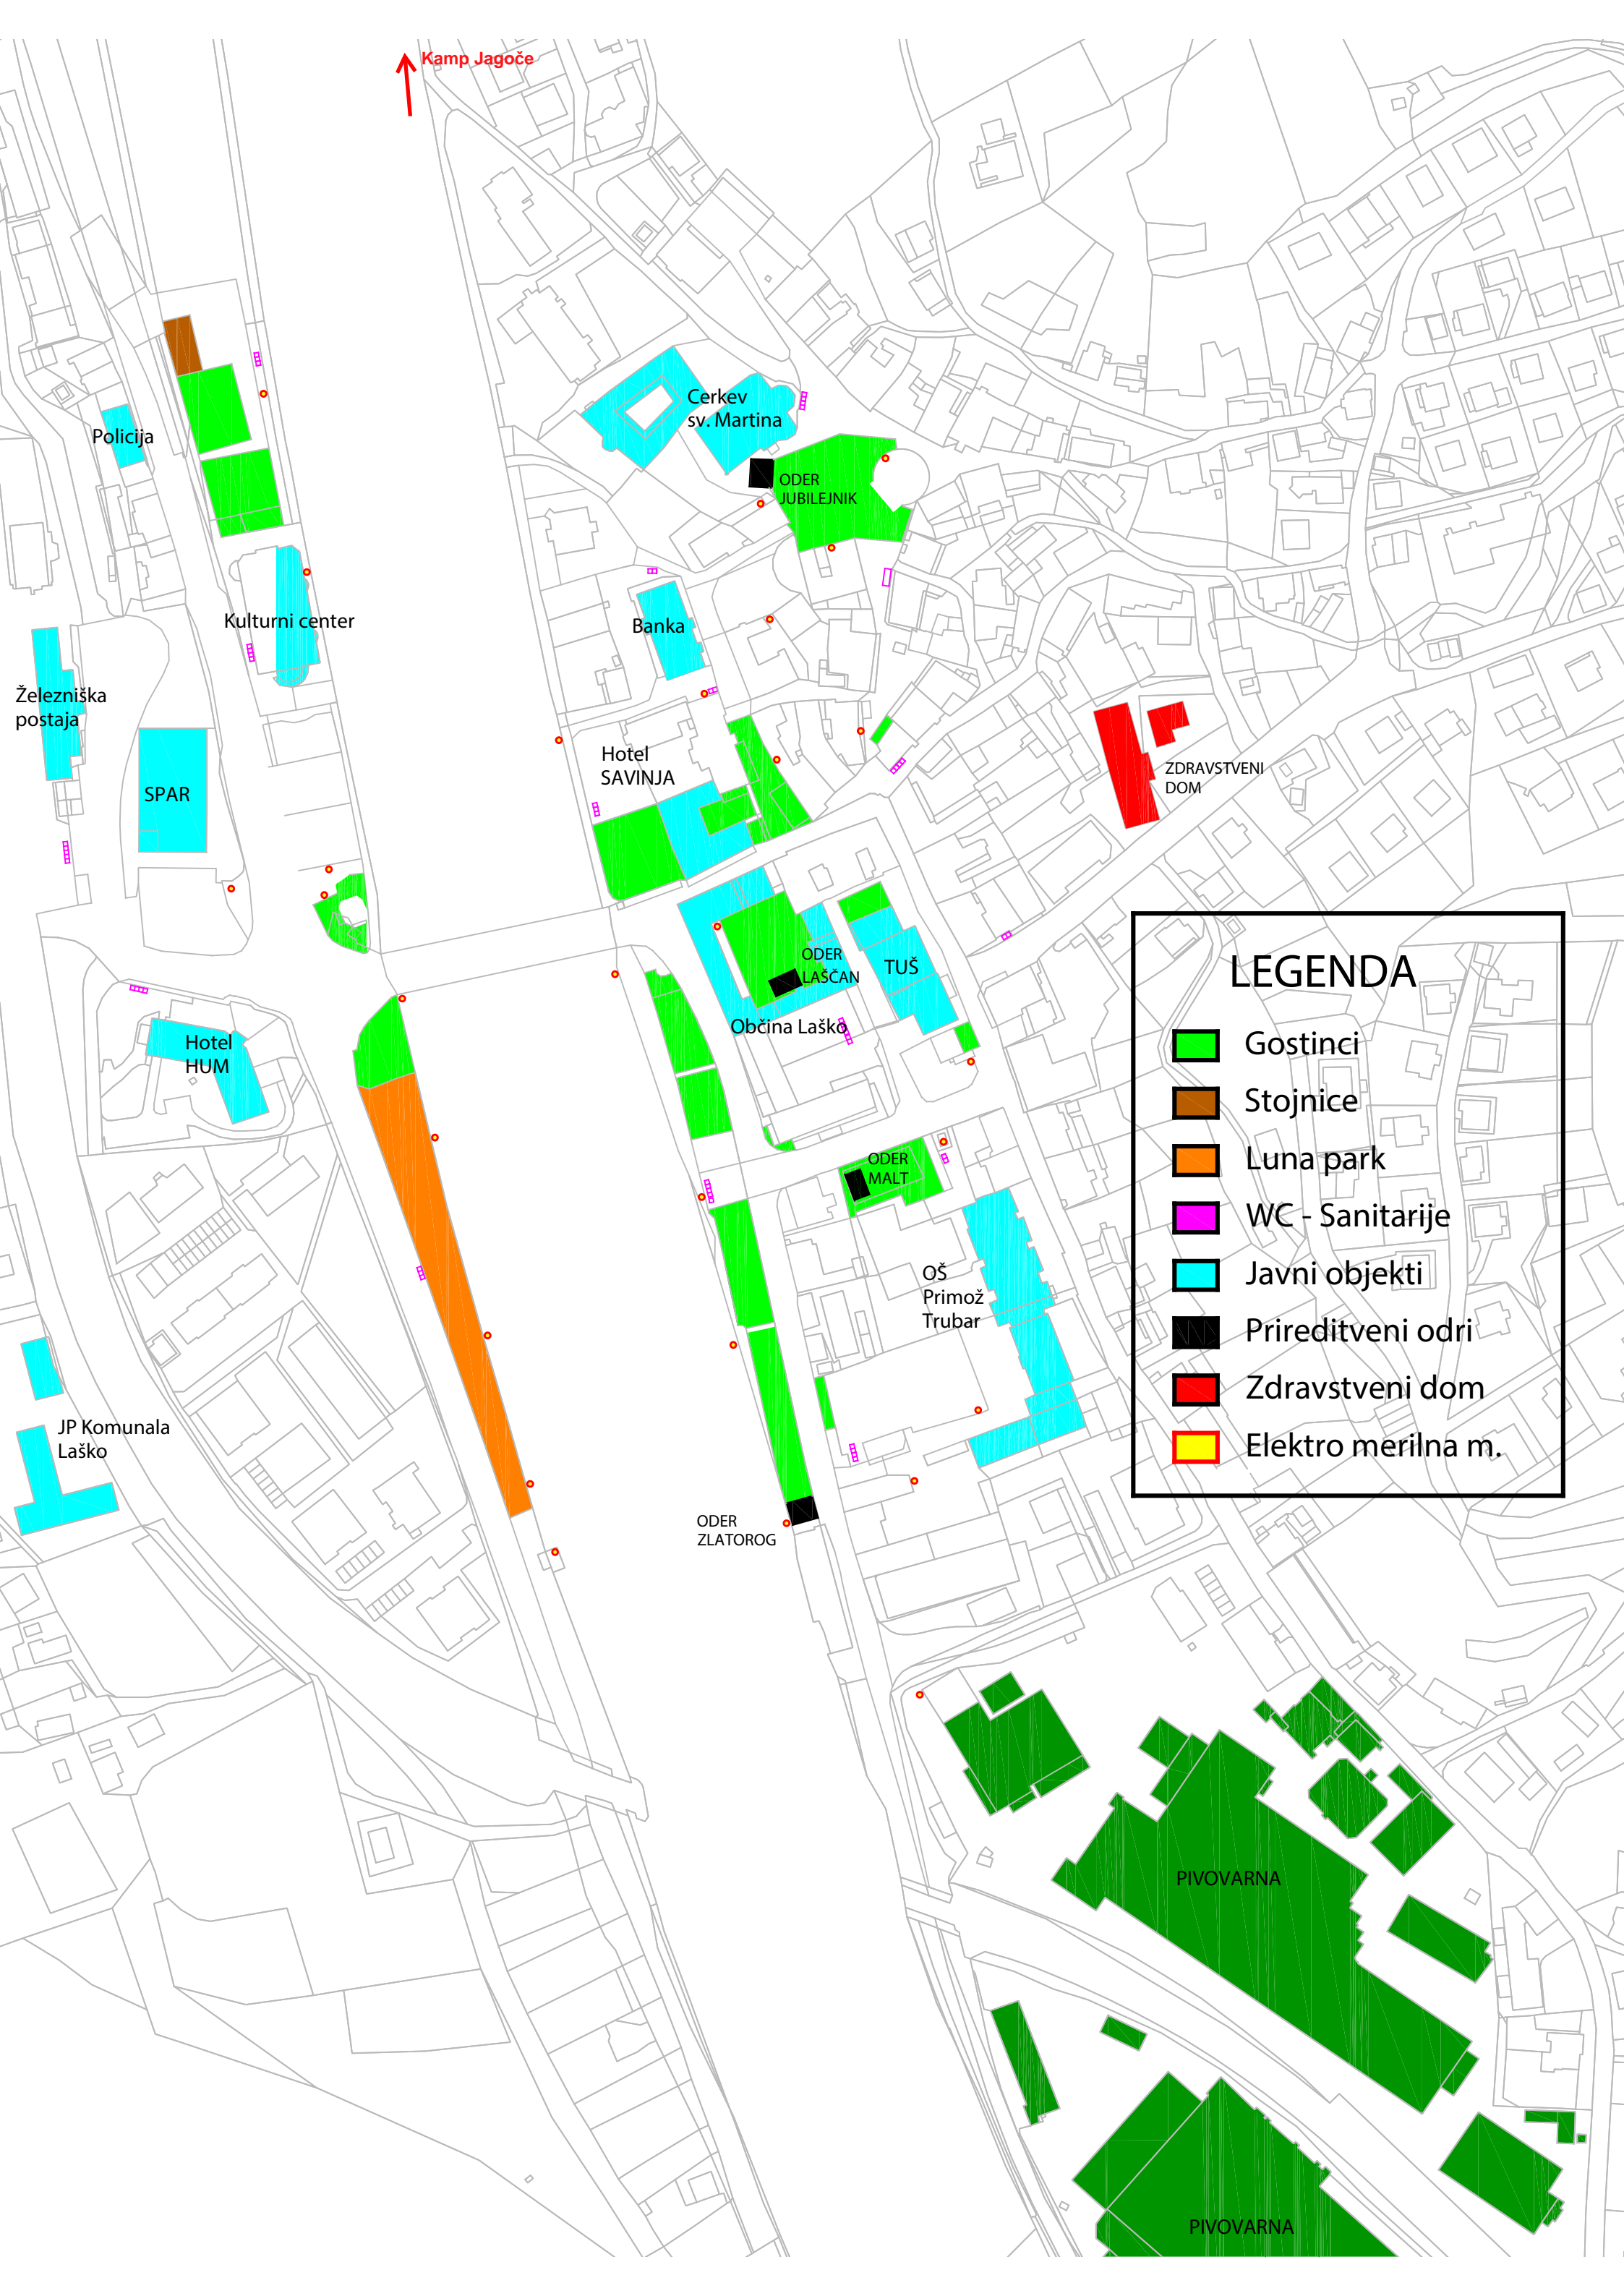 Kamp Jagoče
Cerkev
sv. Martina
Policija
ODER
JUBILEJNIK
Kulturni center
Banka
Železniška
postaja
Hotel
SAVINJA
ZDRAVSTVENI
DOM
SPAR
ODER
LAŠČAN
TUŠ
Občina Laško
Hotel
HUM
ODER
MALT
OŠ
Primož
Trubar
JP Komunala
Laško
ODER
ZLATOROG
LEGENDA
Gostinci
Stojnice
Luna park
WC - Sanitarije
Javni objekti
Prireditveni odri
Zdravstveni dom
Elektro merilna m.
PIVOVARNA
PIVOVARNA